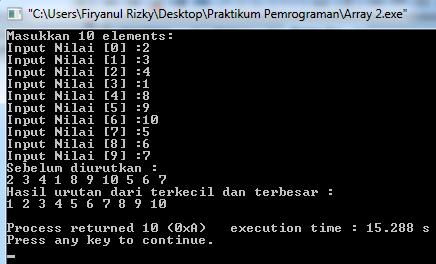 "C:\Users\Firyanul Rizky\Desktop\Praktikum Pemrograman\Array 2.exe"
Masukkan 10 elements:
Input Nilai [0] :2
Input Nilai [1] :3
Input Nilai [2] :4
Input Nilai [3] :1
Input Nilai [4] :8
Input Nilai [5] :9
Input Nilai [6] :10
Input Nilai [7] :5
Input Nilai [8] :6
Input Nilai [9] :7
Sebelum diurutkan :
2 3 4 1 8 9 10 5 6 7
Hasil urutan dari terkecil dan terbesar :
1 2 3 4 5 6 7 8 9 10
Process returned 10 (0xA)   execution time : 15.288 s
Press any key to continue.